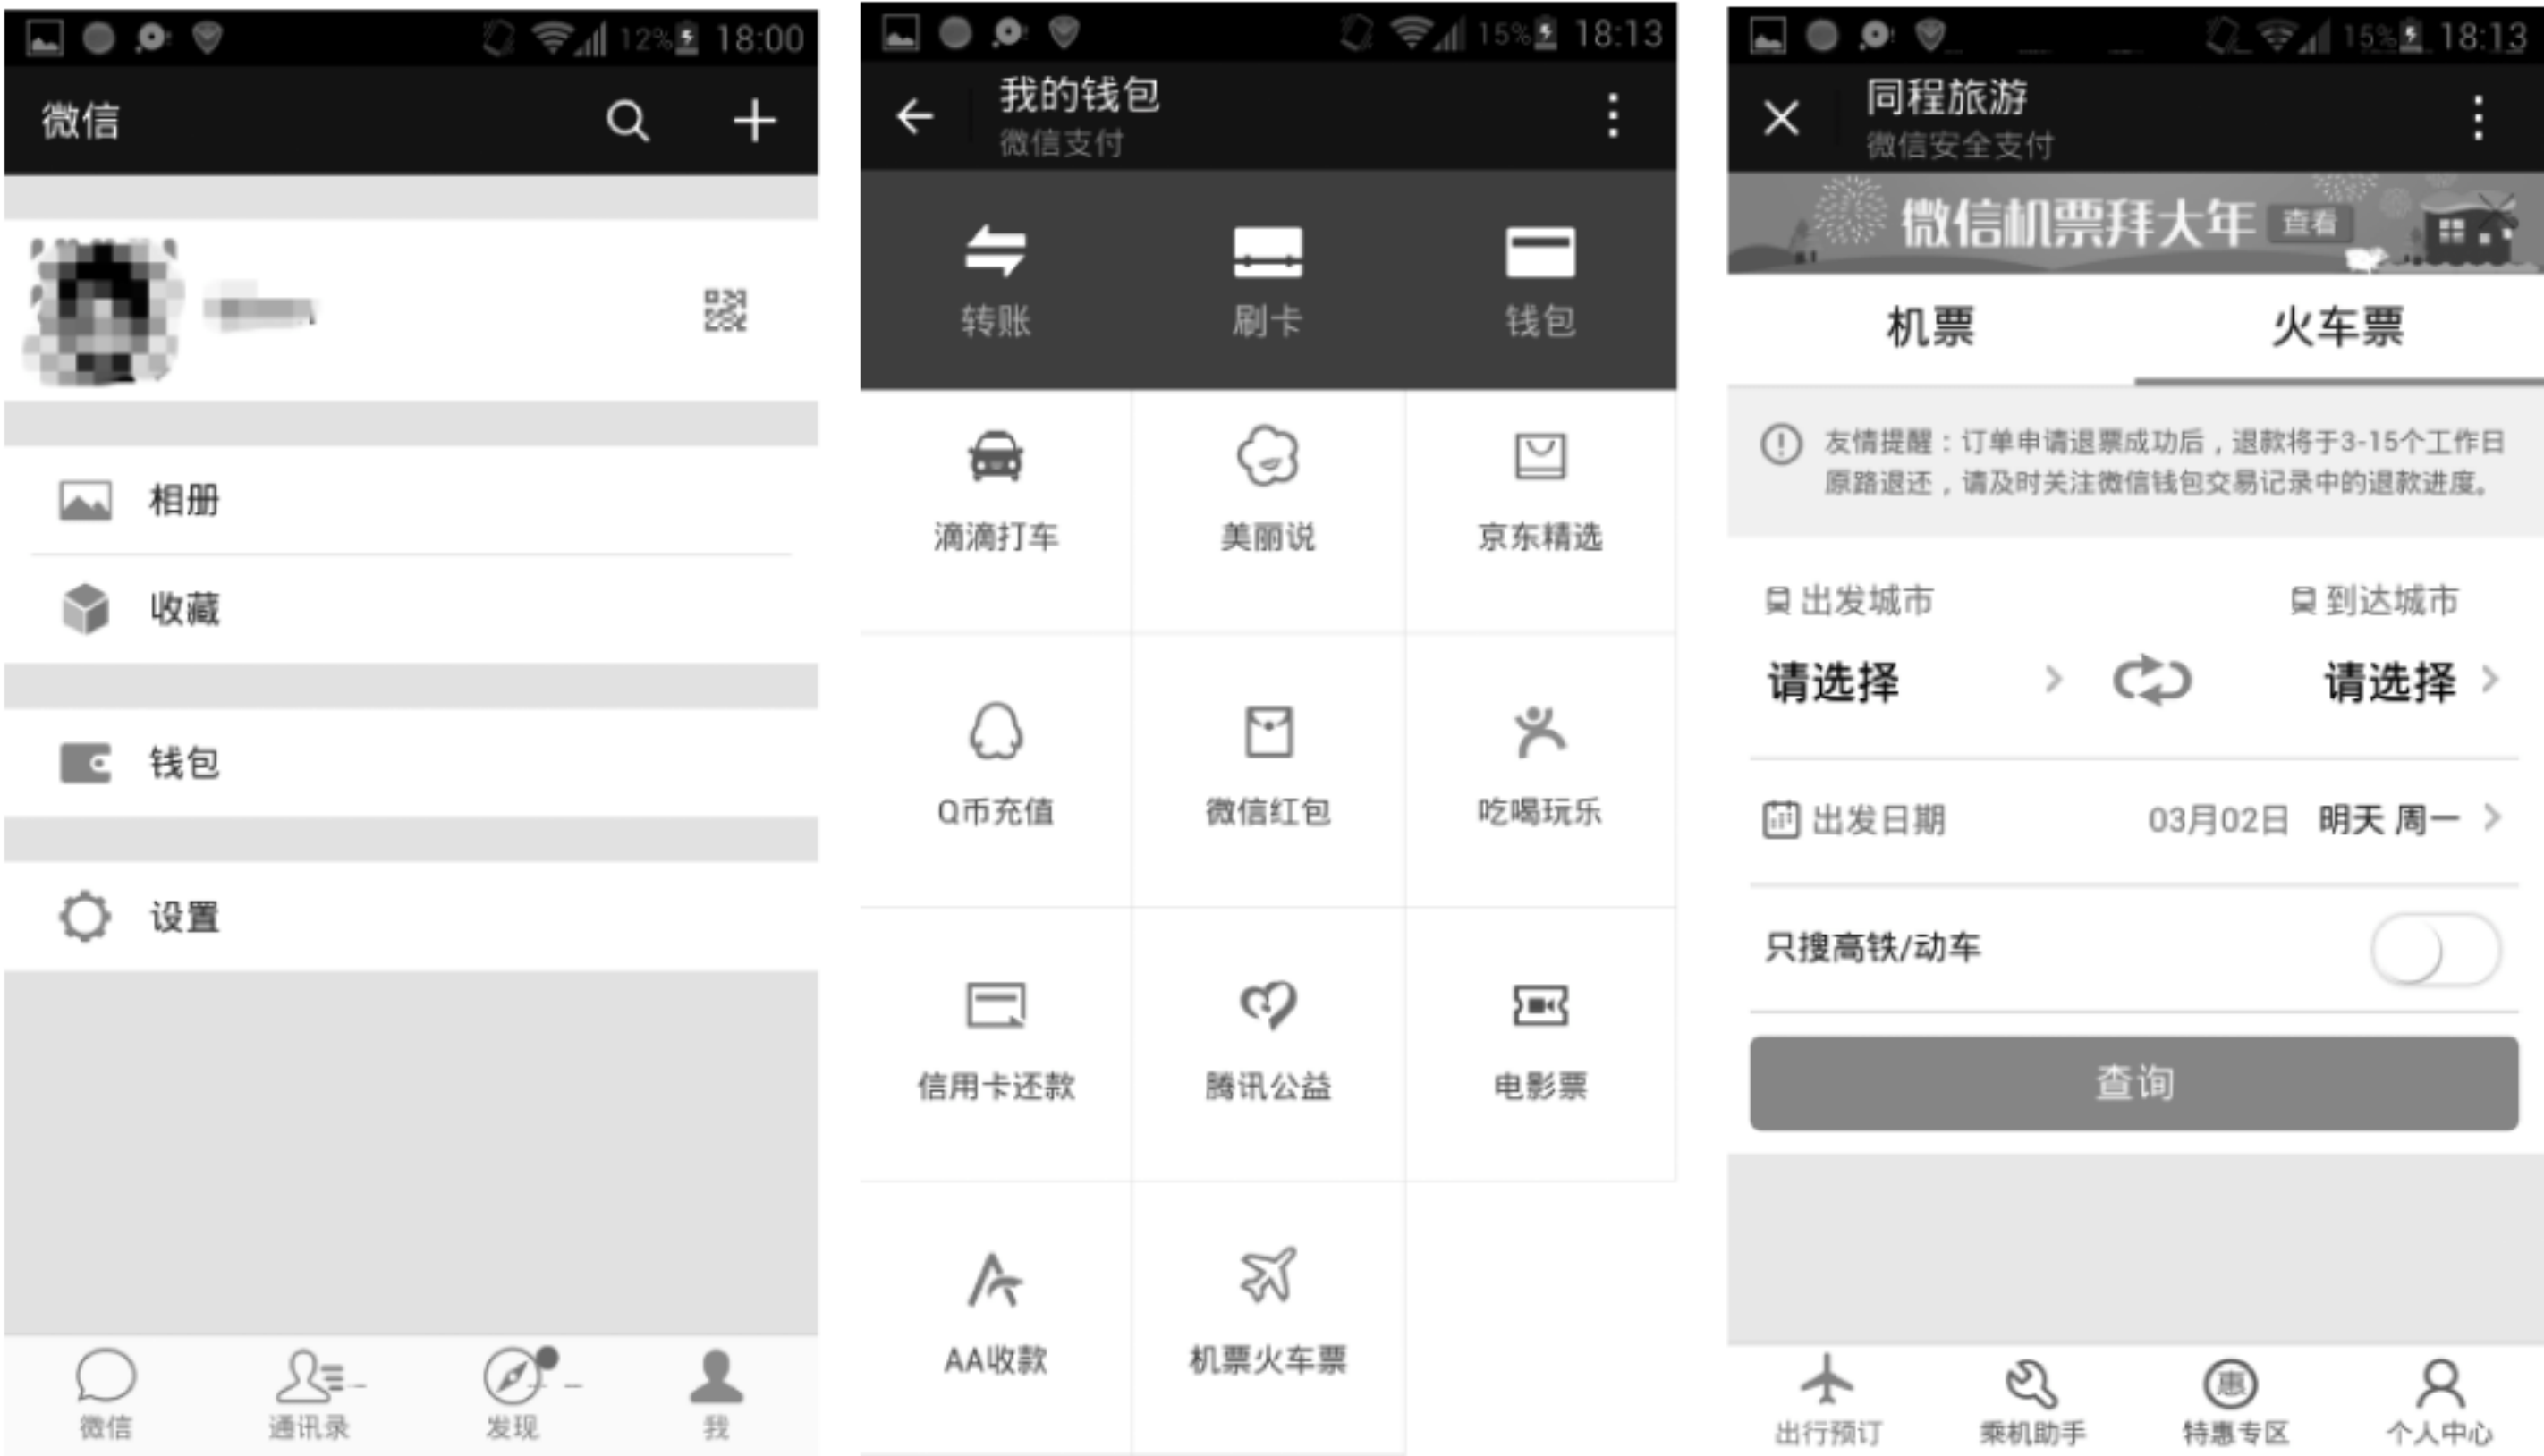 12% 18:00
微信
相册
收藏
钱包
设置
微信 通讯录 发现 我
15% 18:13
我的钱包
微信支付
转账 刷卡 钱包
滴滴打车 美丽说 京东精选
Q币充值 微信红包 吃喝玩乐
信用卡还款 腾讯公益 电影票
AA收款 机票火车票
15% 18:13
同程旅游
微信安全支付
微信机票拜大年 查看
机票 火车票
友情提醒：订单申请退票成功后，退款将于3-15个工作日
原路退还，请及时关注微信钱包交易记录中的退款进度。
出发城市 到达城市
请选择 请选择
出发日期 03月02日 明天 周一
只搜高铁/动车
查询
惠
出行预订 乘机助手 特惠专区 个人中心